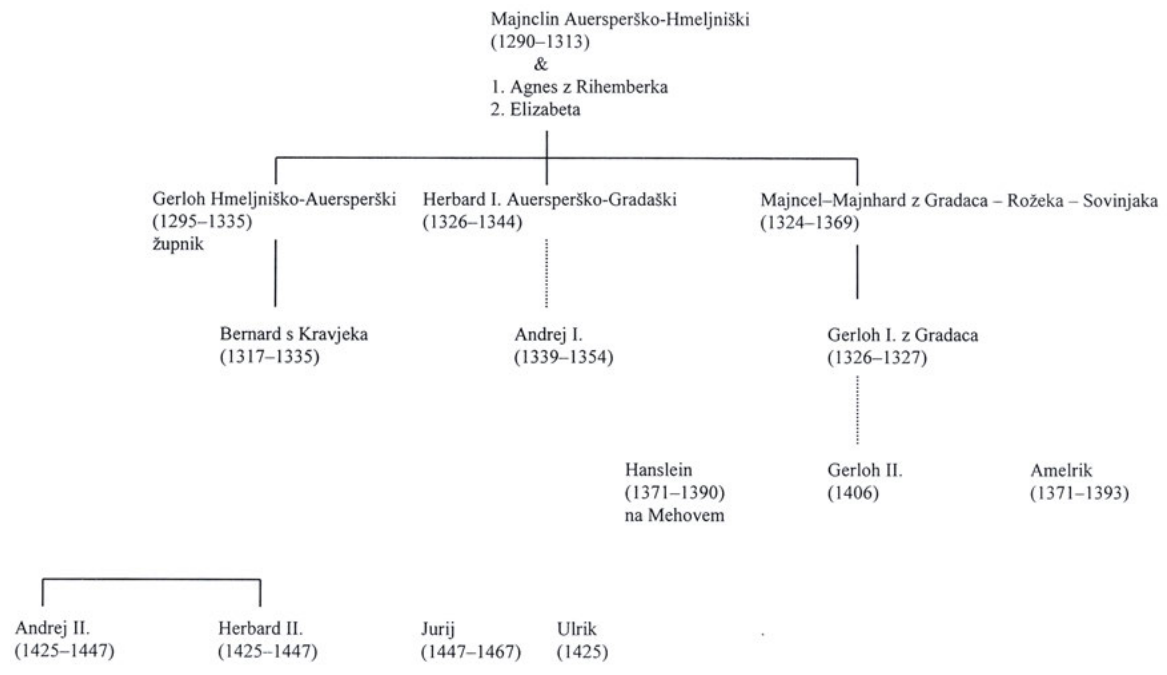 Majnclin Auersperško-Hmeljniški
(1290–1313)
&
1. Agnes z Rihemberka
2. Elizabeta
Gerloh Hmeljniško-Auersperški
(1295–1335)
župnik
Herbard I. Auersperško-Gradaški
(1326–1344)
Majncel–Majnhard z Gradaca – Rožeka – Sovinjaka
(1324–1369)
Bernard s Kravjeka
(1317–1335)
Andrej I.
(1339–1354)
Gerloh I. z Gradaca
(1326–1327)
Hanslein
(1371–1390)
na Mehovem
Gerloh II.
(1406)
Amelrik
(1371–1393)
Andrej II.
(1425–1447)
Herbard II.
(1425–1447)
Jurij
(1447–1467)
Ulrik
(1425)